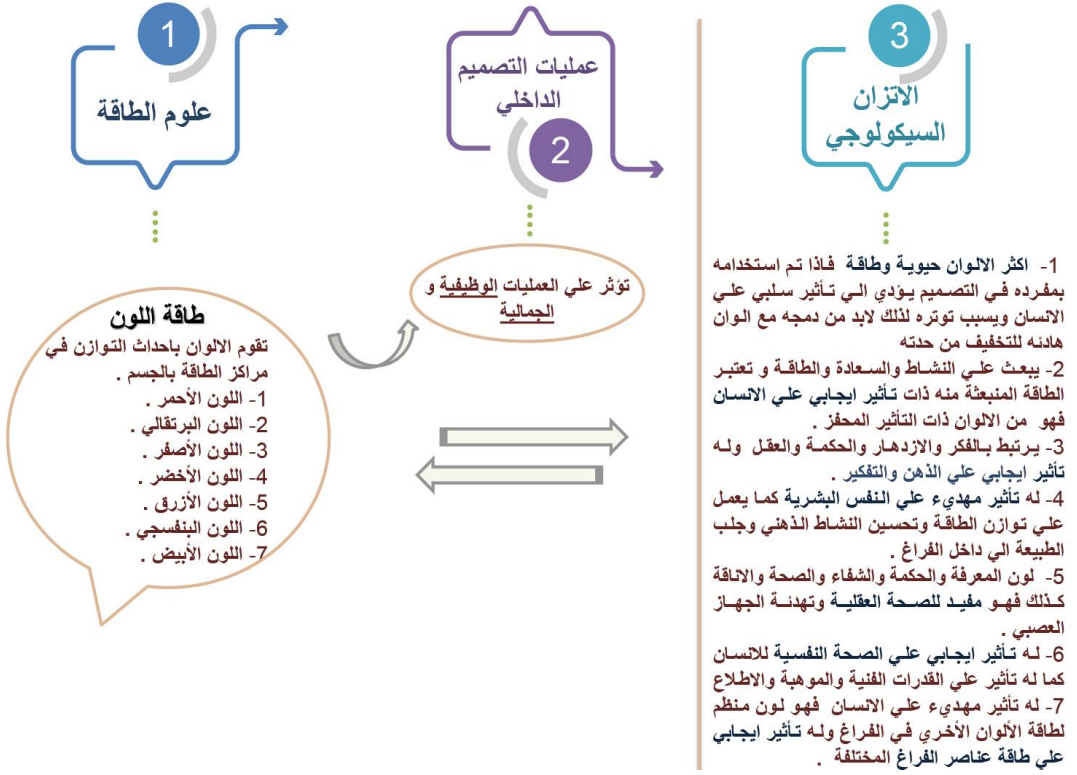 1
علوم الطاقة
طاقة اللون
تقوم الالوان باحداث التوازن في
مراكز الطاقة بالجسم .
1- اللون الأحمر .
2- اللون البرتقالي .
3- اللون الأصفر .
4- اللون الأخضر .
5- اللون الأزرق .
6- اللون البنفسجي .
7- اللون الأبيض .
عمليات التصميم
الداخلي
2
تؤثر علي العمليات الوظيفية و
الجمالية
3
الاتزان
السيكولوجي
1- اكثر الالوان حيوية وطاقة فاذا تم استخدامه
بمفرده في التصميم يؤدي الي تأثير سلبي علي
الانسان ويسبب توتره لذلك لابد من دمجه مع الوان
هادئه للتخفيف من حدته
2- يبعث علي النشاط والسعادة والطاقة و تعتبر
الطاقة المنبعثة منه ذات تأثير ايجابي علي الانسان
فهو من الالوان ذات التأثير المحفز .
3- يرتبط بالفكر والازدهار والحكمة والعقل وله
تأثير ايجابي علي الذهن والتفكير .
4- له تأثير مهديء علي النفس البشرية كما يعمل
علي توازن الطاقة وتحسين النشاط الذهني وجلب
الطبيعة الي داخل الفراغ .
5- لون المعرفة والحكمة والشفاء والصحة والاناقة
كذلك فهو مفيد للصحة العقلية وتهدئة الجهاز
العصبي .
6- له تأثير ايجابي علي الصحة النفسية للانسان
كما له تأثير علي القدرات الفنية والموهبة والاطلاع
7- له تأثير مهديء علي الانسان فهو لون منظم
لطاقة الألوان الأخري في الفراغ وله تأثير ايجابي
علي طاقة عناصر الفراغ المختلفة .